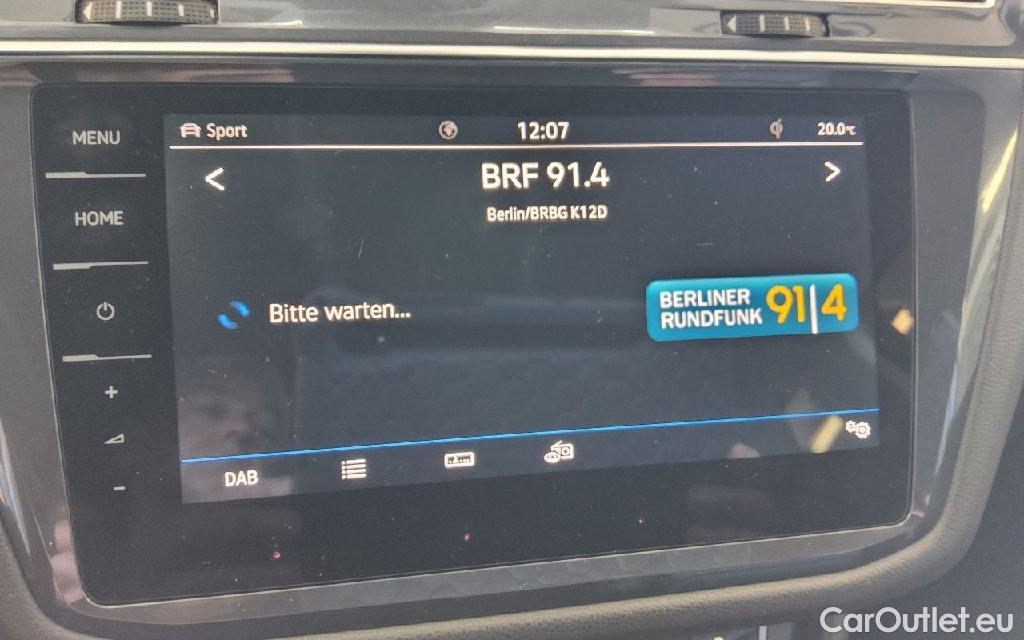 MENU
HOME
Sport
12:07
20.0°C
BRF 91.4
Berlin/BRBG K12D
Bitte warten...
BERLINER
RUNDFUNK
91|4
DAB
CarOutlet.eu